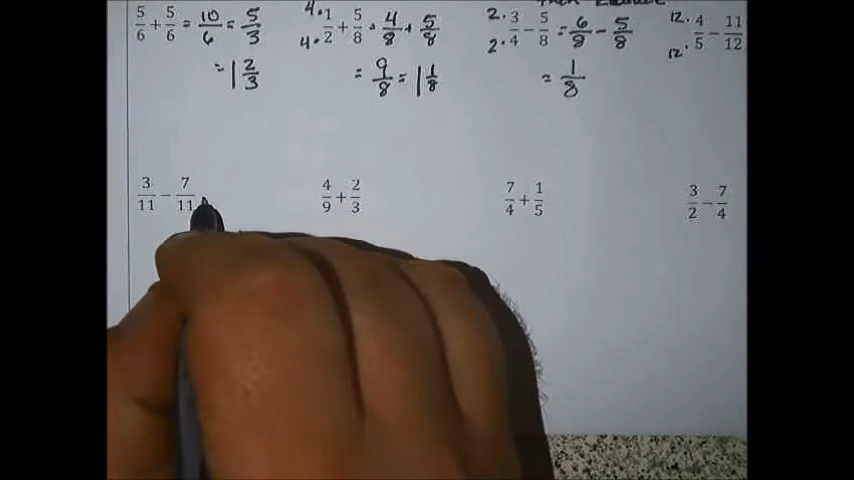 5/6 + 5/6 = 10/6 = 5/3
= 1 2/3
4· 1/2 4· + 5/8 = 4/8 + 5/8
= 9/8 = 1 1/8
2· 3/4 2· - 5/8 = 6/8 - 5/8
= 1/8
12· 4/5 12· - 11/12
3/11 - 7/11
4/9 + 2/3
7/4 + 1/5
3/2 - 7/4